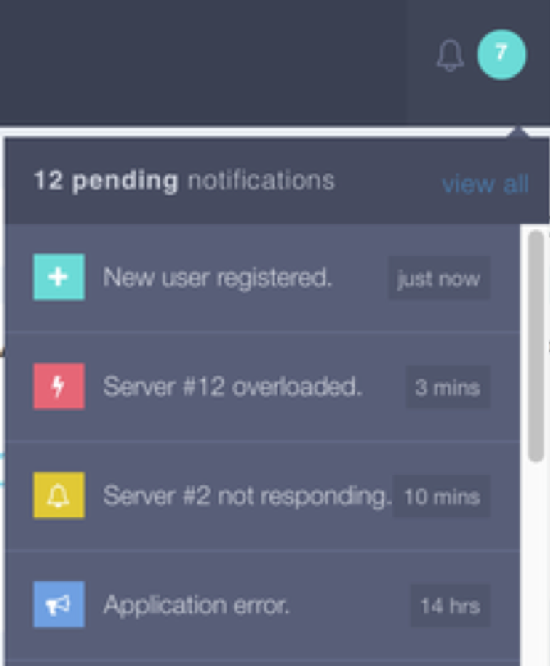 7
12 pending notifications
view all
New user registered. just now
Server #12 overloaded. 3 mins
Server #2 not responding. 10 mins
Application error. 14 hrs